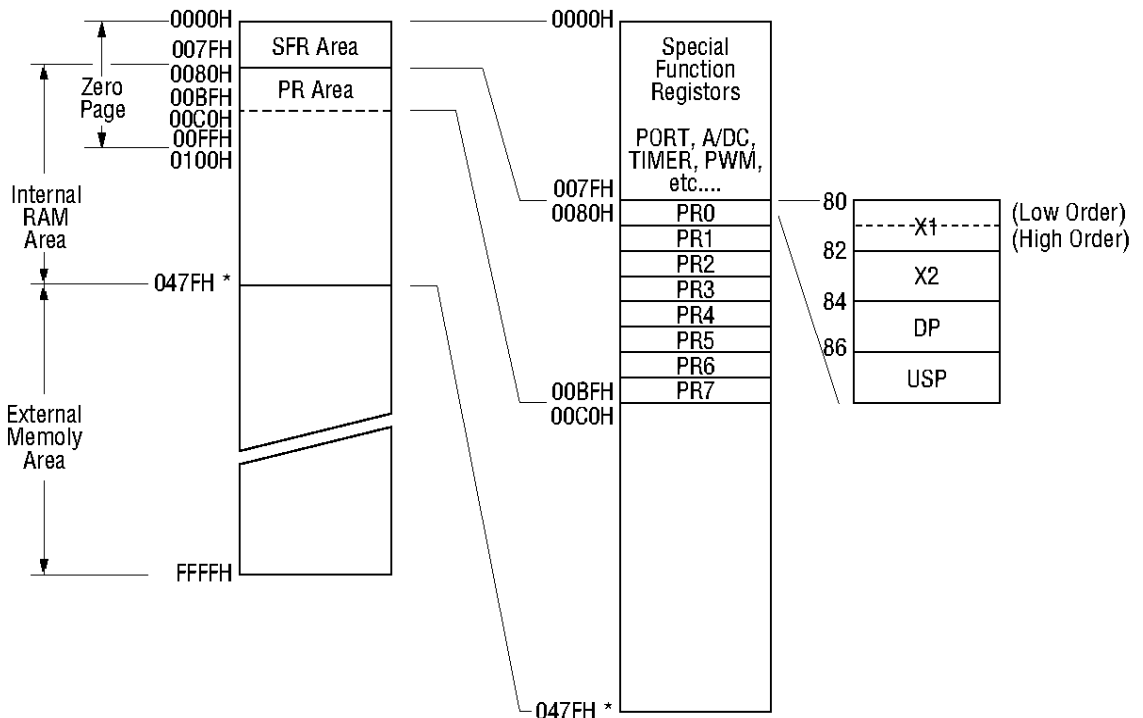 0000H
007FH
0080H
00BFH
00C0H
00FFH
0100H
047FH *
FFFFH
Zero
Page
Internal
RAM
Area
External
Memoly
Area
SFR Area
PR Area
0000H
007FH
0080H
00BFH
00C0H
047FH *
Special
Function
Registors
PORT, A/DC,
TIMER, PWM,
etc....
PR0
PR1
PR2
PR3
PR4
PR5
PR6
PR7
80
82
84
86
X1
X2
DP
USP
(Low Order)
(High Order)